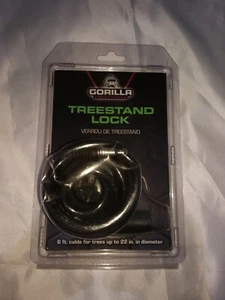 GORILLA
TREESTAND
LOCK
VERROU DE TREESTAND
6 ft. cable for trees up to 22 in. in diameter